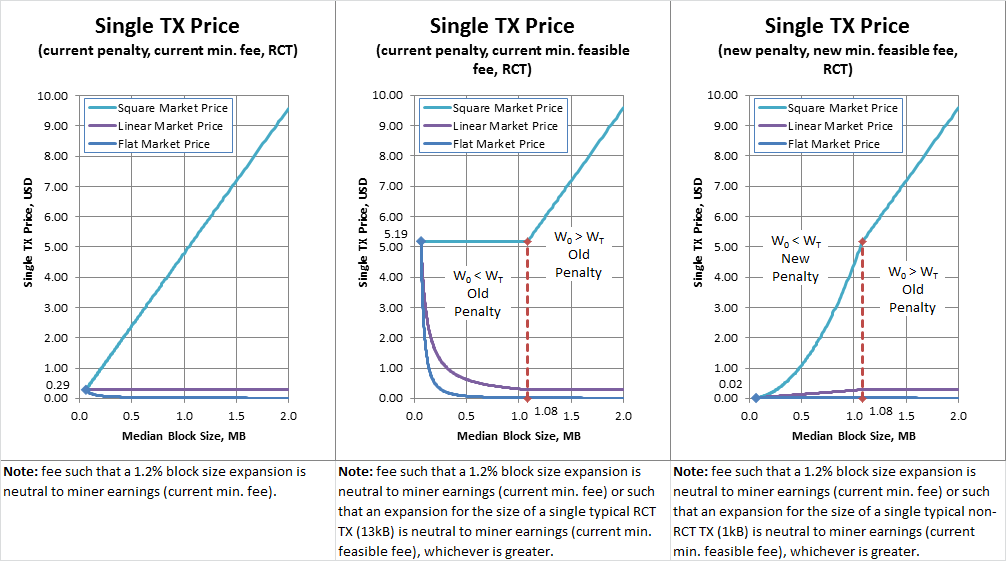 Single TX Price
(current penalty, current min. fee, RCT)
10.00
9.00
8.00
7.00
6.00
5.00
4.00
3.00
2.00
1.00
0.00
0.29
Single TX Price, USD
Square Market Price
Linear Market Price
Flat Market Price
0.0
0.5
1.0
1.5
2.0
Median Block Size, MB
Note: fee such that a 1.2% block size expansion is
neutral to miner earnings (current min. fee).
Single TX Price
(current penalty, current min. feasible
fee, RCT)
10.00
9.00
8.00
7.00
6.00
5.19
5.00
4.00
3.00
2.00
1.00
0.00
Single TX Price, USD
Square Market Price
Linear Market Price
Flat Market Price
W0 < WT
Old
Penalty
W0 > WT
Old
Penalty
1.08
0.0
0.5
1.0
1.5
2.0
Median Block Size, MB
Note: fee such that a 1.2% block size expansion is
neutral to miner earnings (current min. fee) or such
that an expansion for the size of a single typical RCT
TX (13kB) is neutral to miner earnings (current min.
feasible fee), whichever is greater.
Single TX Price
(new penalty, new min. feasible fee,
RCT)
10.00
9.00
8.00
7.00
6.00
5.00
4.00
3.00
2.00
1.00
0.02
0.00
Single TX Price, USD
Square Market Price
Linear Market Price
Flat Market Price
W0 < WT
New
Penalty
W0 > WT
Old
Penalty
1.08
0.0
0.5
1.0
1.5
2.0
Median Block Size, MB
Note: fee such that a 1.2% block size expansion is
neutral to miner earnings (current min. fee) or such
that an expansion for the size of a single typical non-
RCT TX (1kB) is neutral to miner earnings (current
min. feasible fee), whichever is greater.